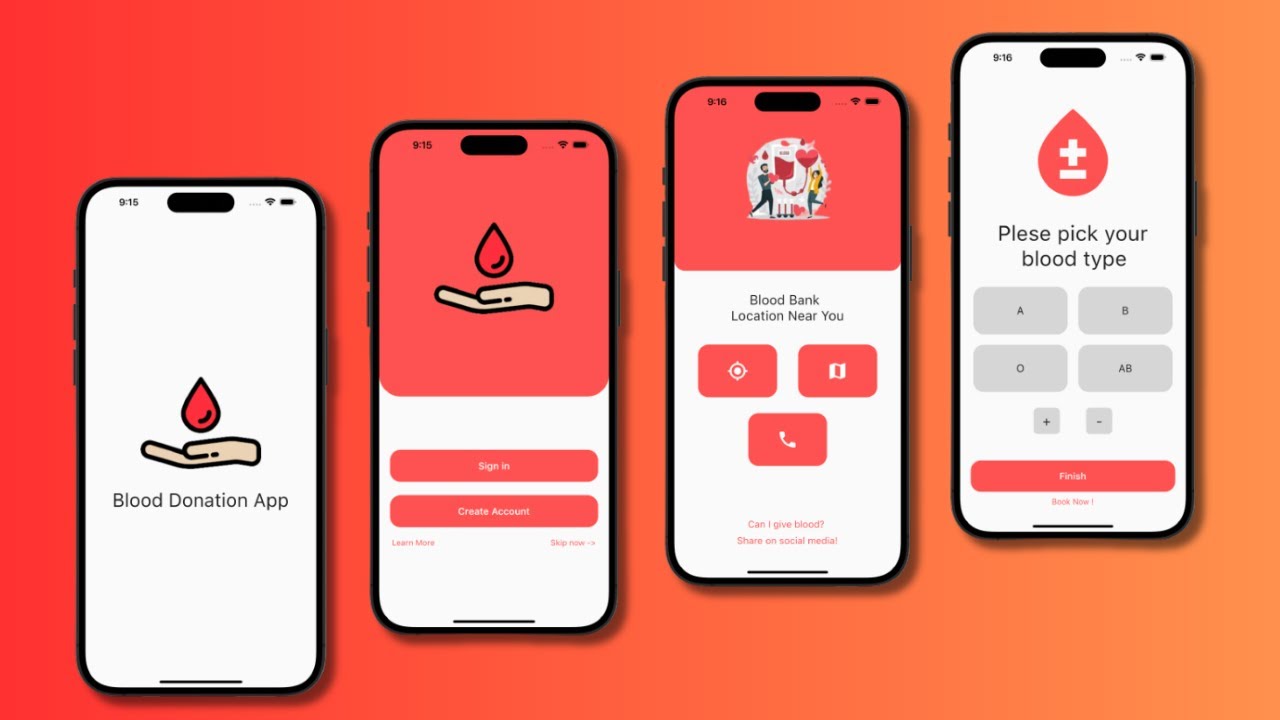 9:15
Blood Donation App
9:15
Sign in
Create Account
Learn More
Skip now ->
9:16
Blood Bank
Location Near You
Can I give blood?
Share on social media!
9:16
Plese pick your
blood type
A
B
O
AB
+
-
Finish
Book Now !